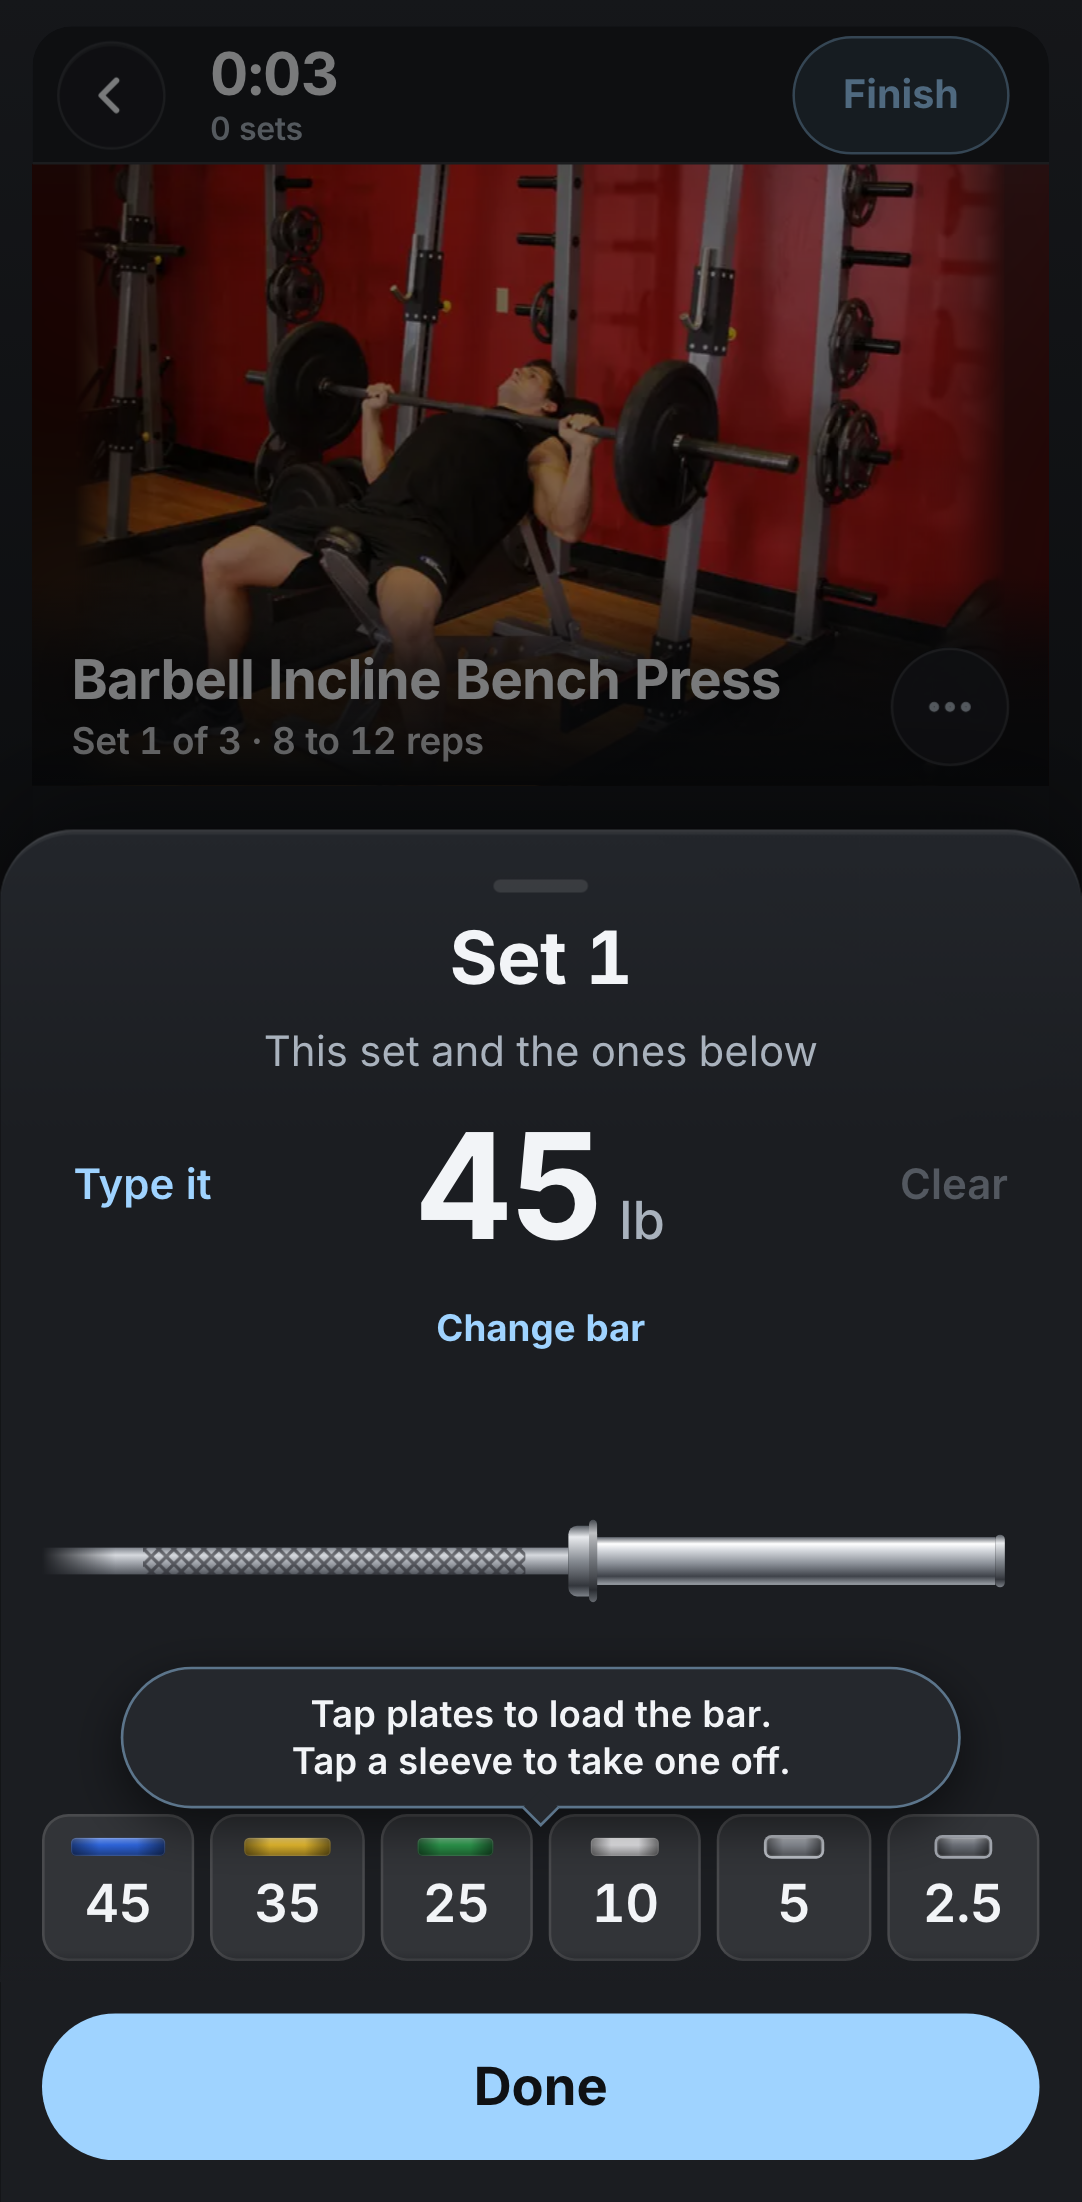 0:03
0 sets
Finish
Barbell Incline Bench Press
Set 1 of 3 · 8 to 12 reps
Set 1
This set and the ones below
Type it
45 lb
Clear
Change bar
Tap plates to load the bar.
Tap a sleeve to take one off.
45
35
25
10
5
2.5
Done